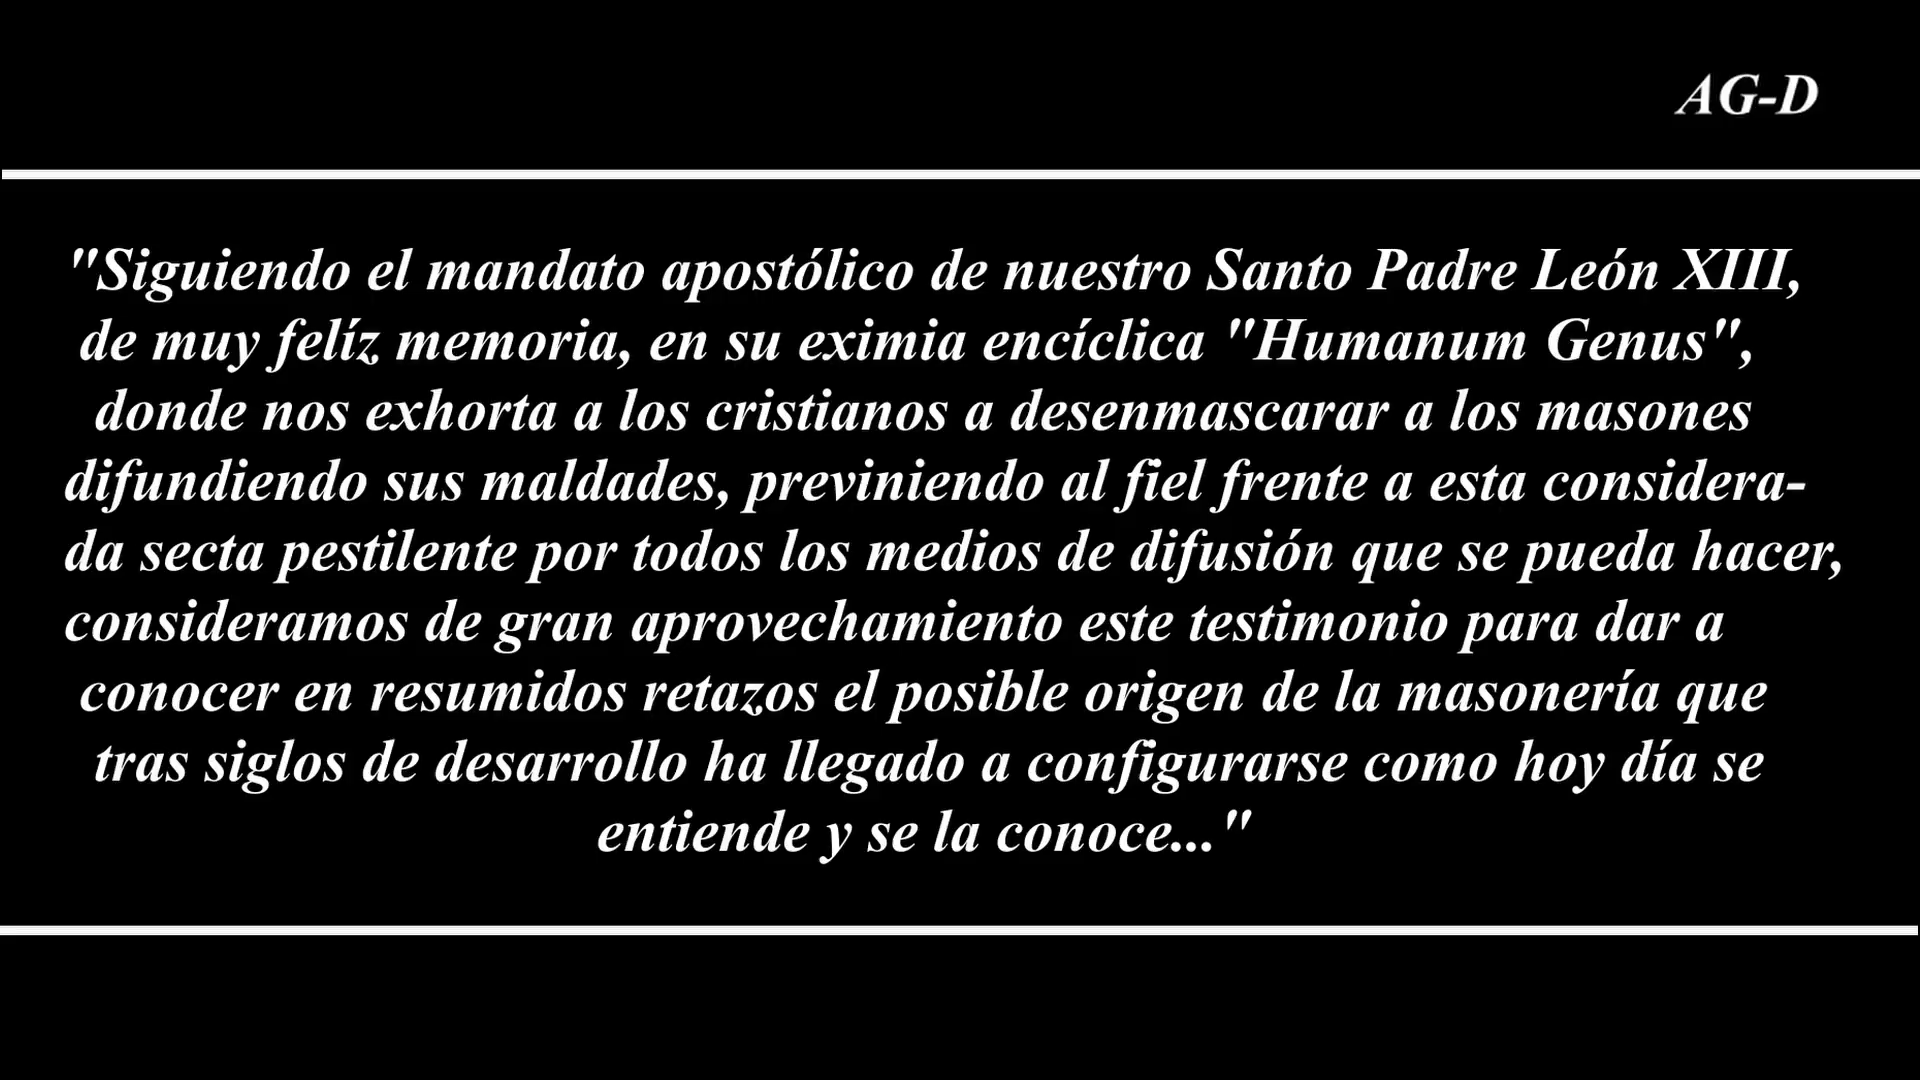 AG-D
"Siguiendo el mandato apostólico de nuestro Santo Padre León XIII,
de muy felíz memoria, en su eximia encíclica "Humanum Genus",
donde nos exhorta a los cristianos a desenmascarar a los masones
difundiendo sus maldades, previniendo al fiel frente a esta considera-
da secta pestilente por todos los medios de difusión que se pueda hacer,
consideramos de gran aprovechamiento este testimonio para dar a
conocer en resumidos retazos el posible origen de la masonería que
tras siglos de desarrollo ha llegado a configurarse como hoy día se
entiende y se la conoce..."